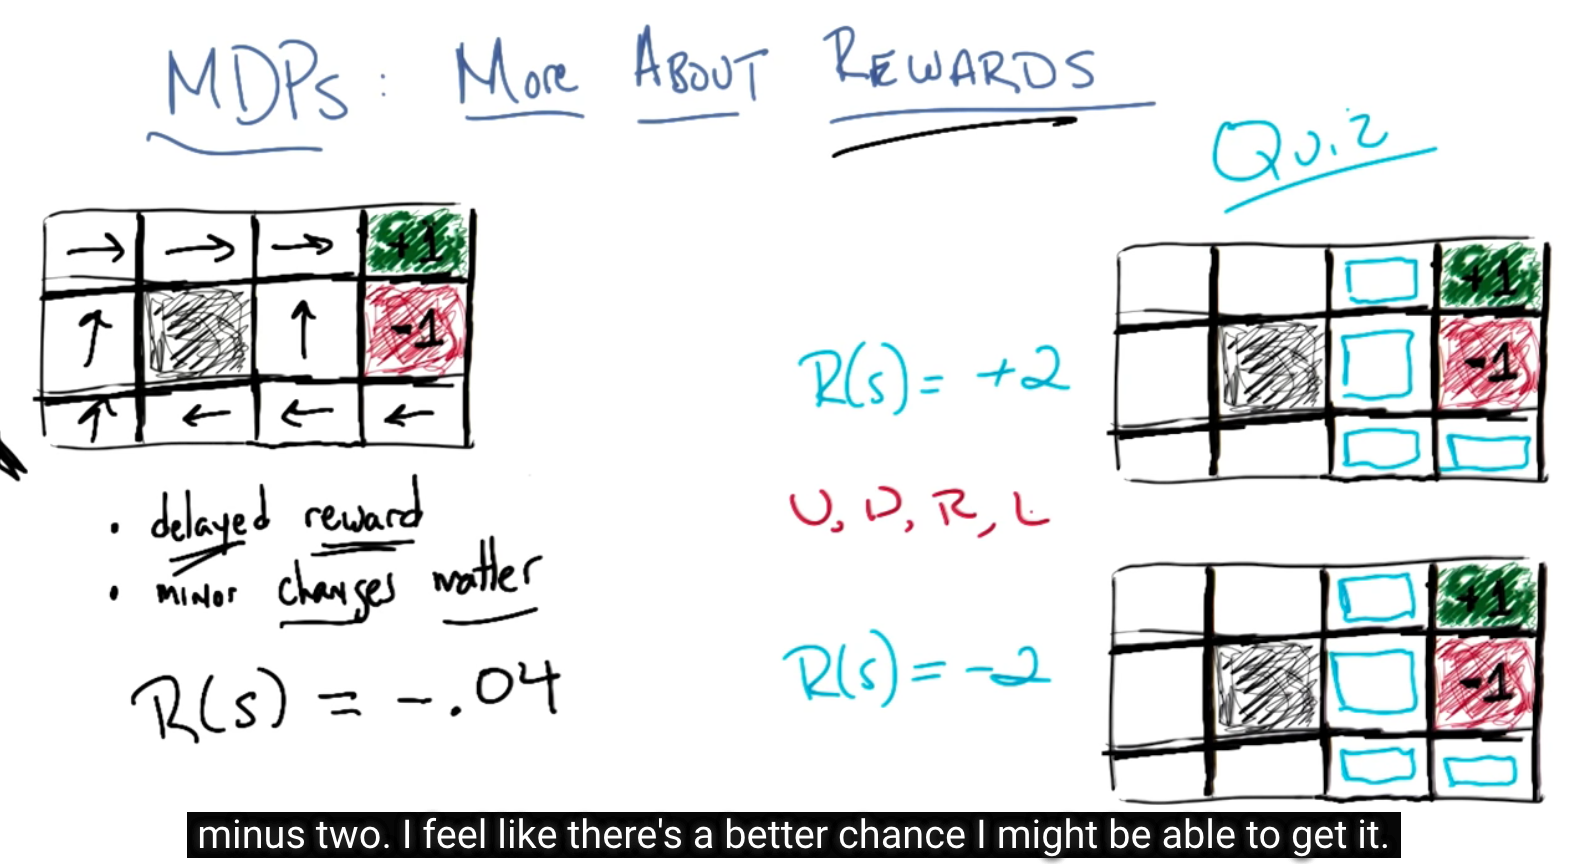 MDPs: More About Rewards
Quiz
→ → → +1
↑ ↑ -1
↑ ← ← ←
• delayed reward
• minor changes matter
R(s) = -.04
R(s) = +2
U, D, R, L
R(s) = -2
+1
-1
+1
-1
minus two. I feel like there's a better chance I might be able to get it.